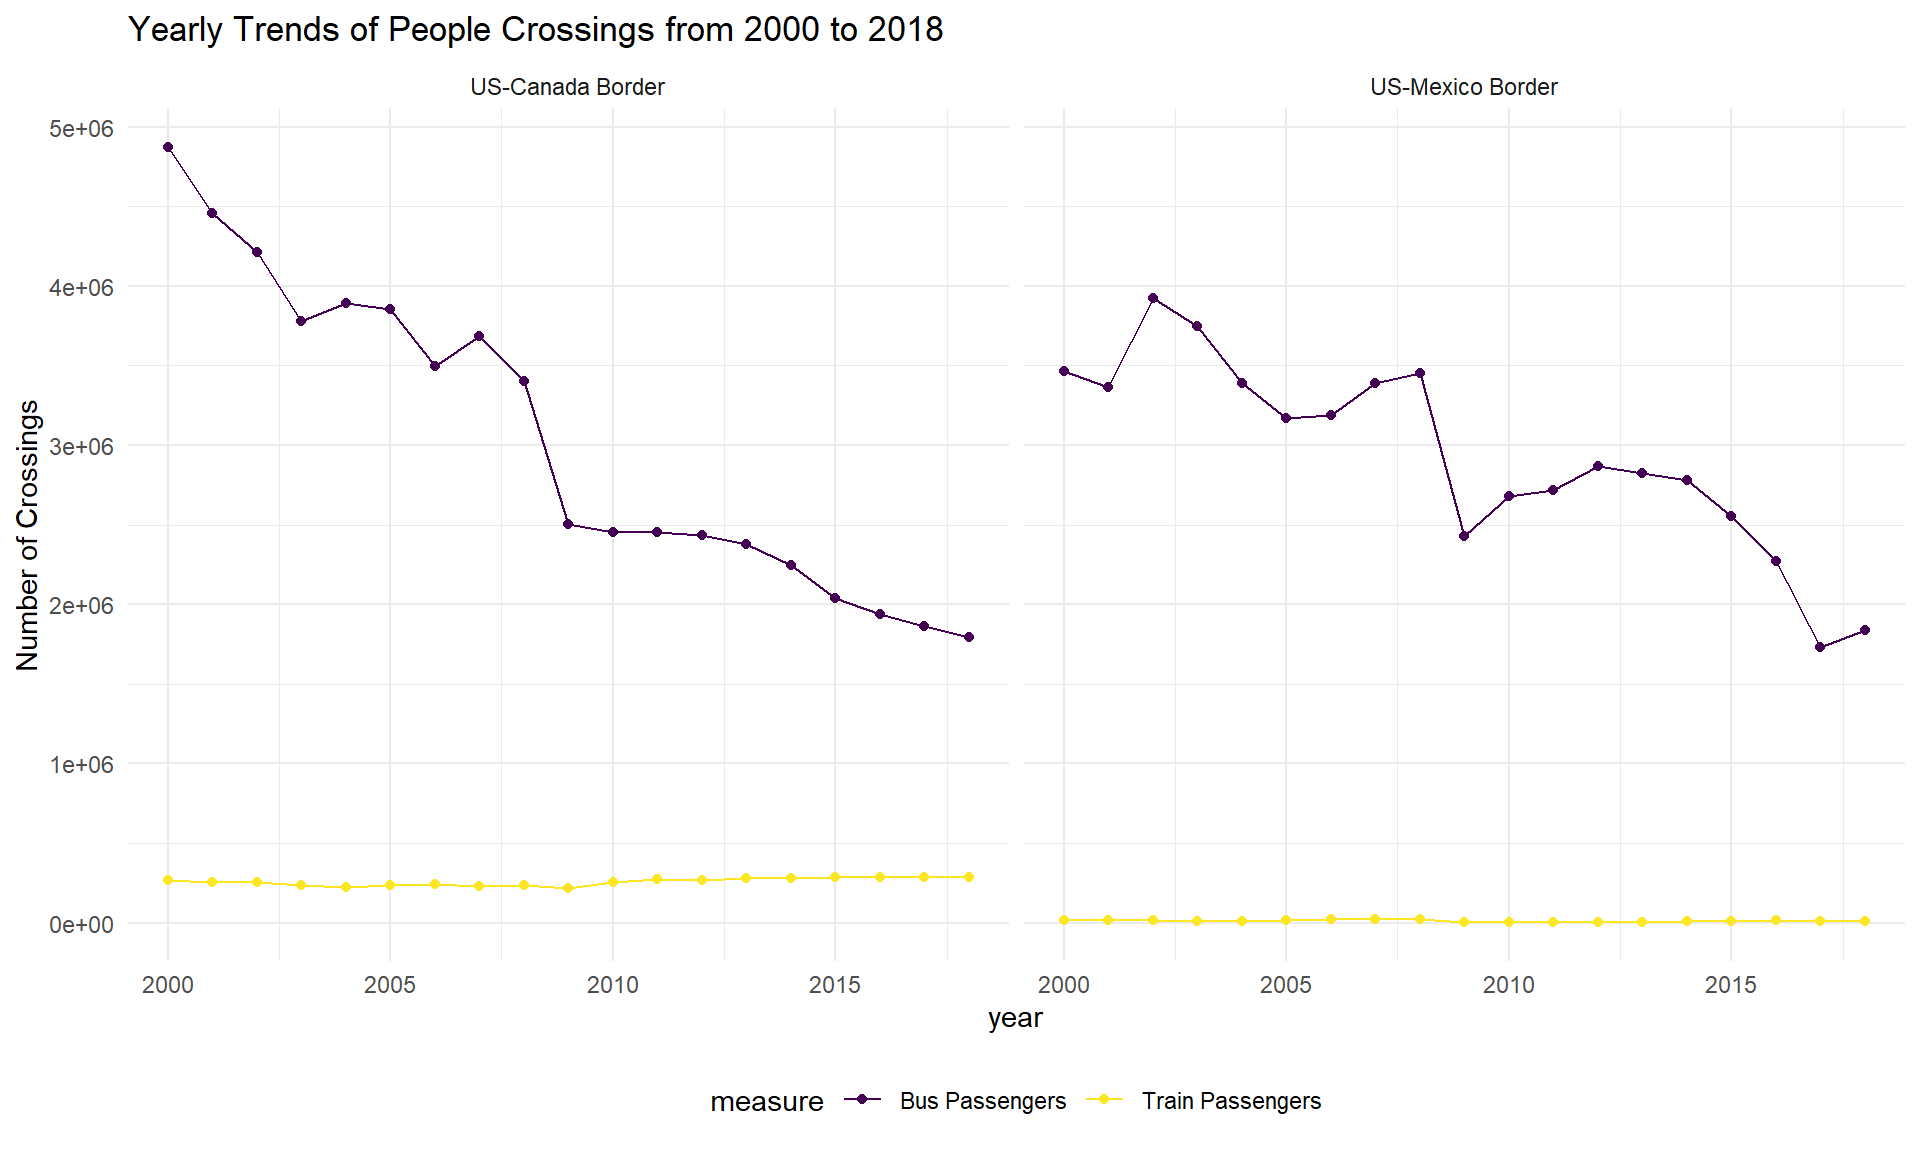 Yearly Trends of People Crossings from 2000 to 2018
US-Canada Border
US-Mexico Border
Number of Crossings
5e+06
4e+06
3e+06
2e+06
1e+06
0e+00
2000 2005 2010 2015
2000 2005 2010 2015
year
measure Bus Passengers Train Passengers